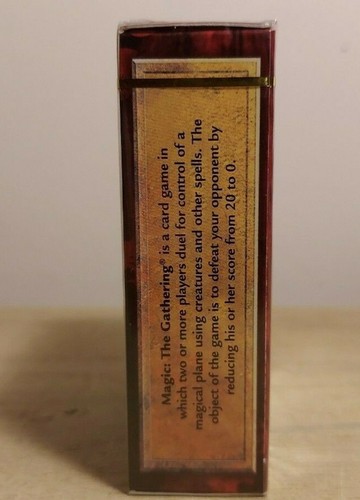 Magic: The Gathering® is a card game in
which two or more players duel for control of a
magical plane using creatures and other spells. The
object of the game is to defeat your opponent by
reducing his or her score from 20 to 0.